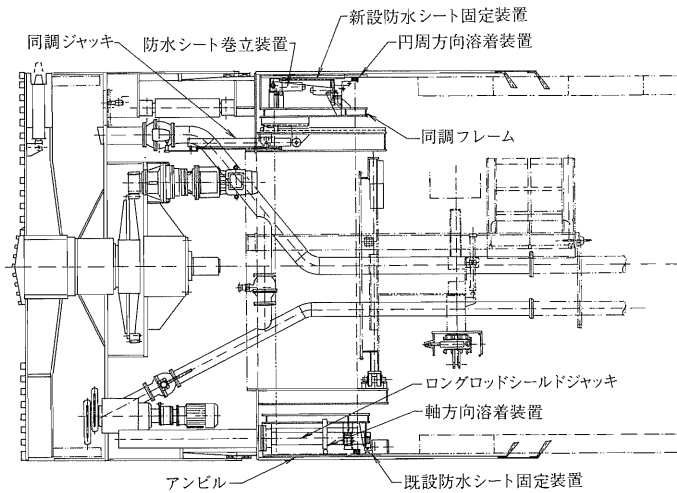 新設防水シート固定装置
同調ジャッキ
防水シート巻立装置
円周方向溶着装置
同調フレーム
ロングロッドシールドジャッキ
軸方向溶着装置
アンビル
既設防水シート固定装置